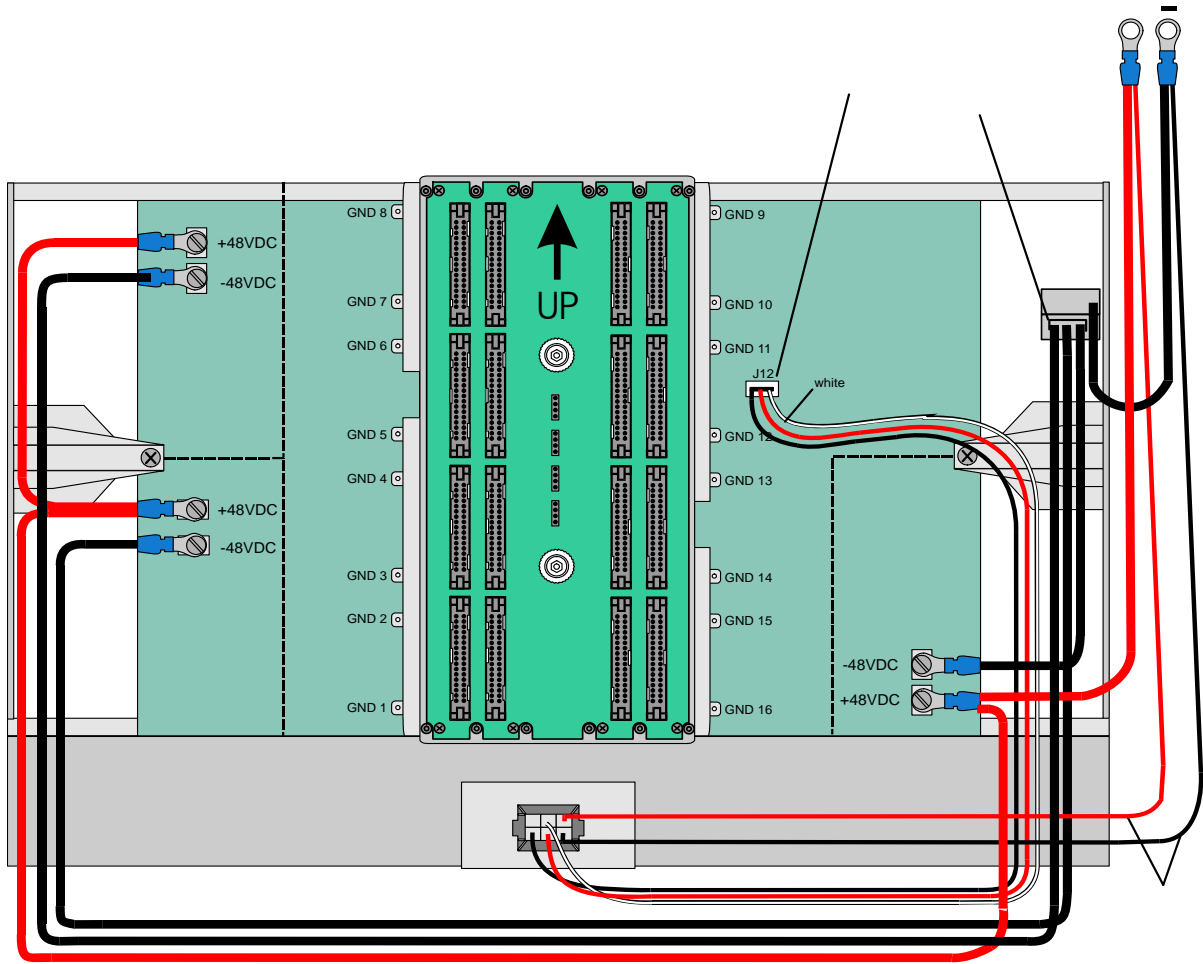 GND 8
GND 9
+48VDC
-48VDC
UP
GND 7
GND 10
GND 6
GND 11
J12
white
GND 5
GND 12
GND 4
GND 13
+48VDC
-48VDC
GND 3
GND 14
GND 2
GND 15
-48VDC
+48VDC
GND 1
GND 16